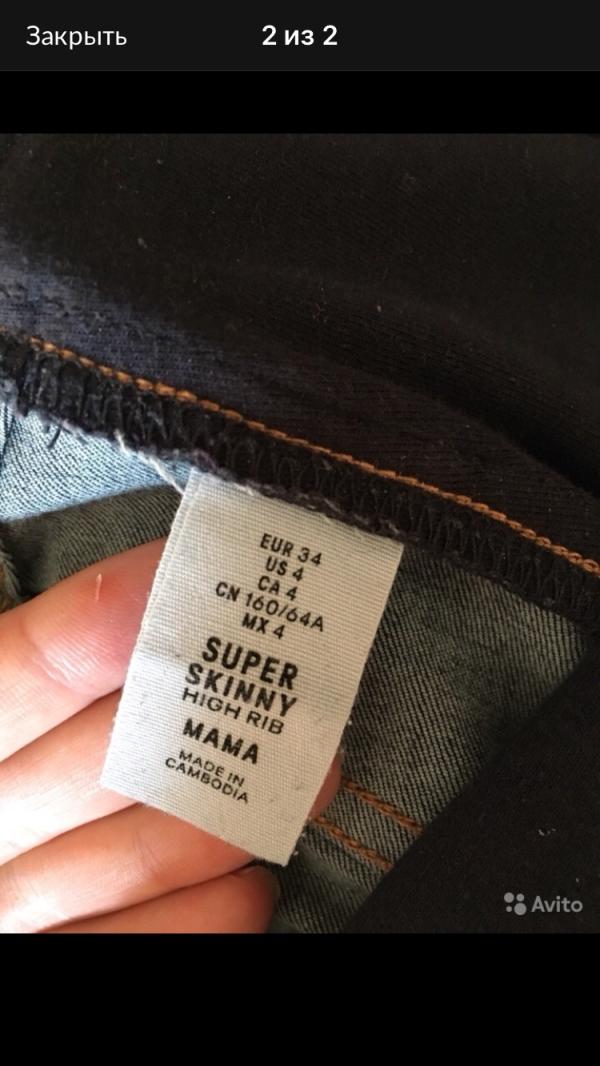 Закрыть
2 из 2
EUR 34
US 4
CA 4
CN 160/64A
MX 4
SUPER
SKINNY
HIGH RIB
MAMA
MADE IN
CAMBODIA
Avito